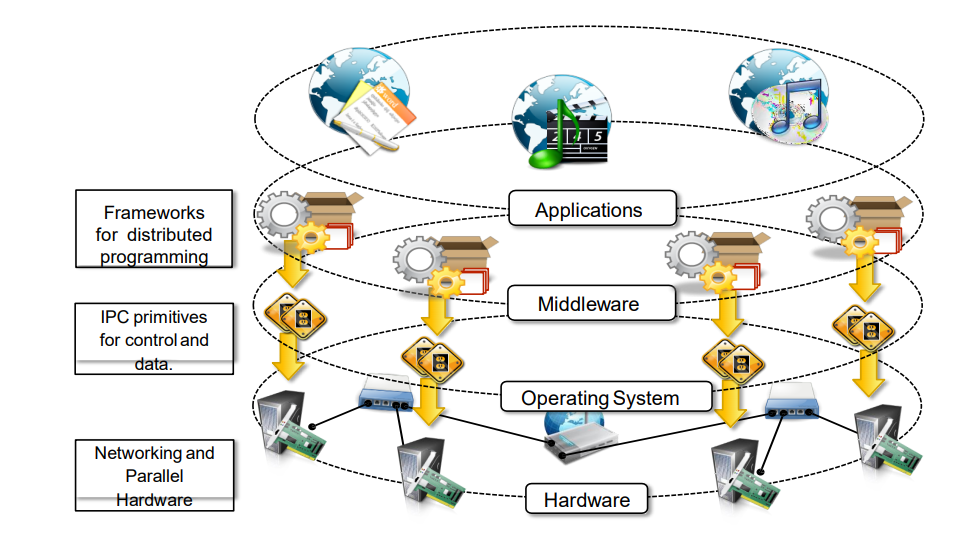 Applications
Frameworks
for distributed
programming
Middleware
IPC primitives
for control and
data.
Operating System
Networking and
Parallel
Hardware
Hardware